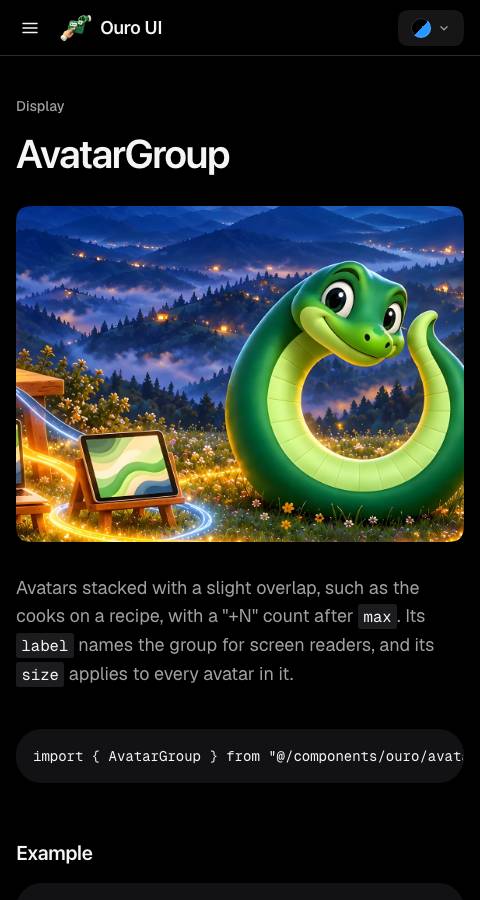 Ouro UI
Display
AvatarGroup
Avatars stacked with a slight overlap, such as the
cooks on a recipe, with a "+N" count after max. Its
label names the group for screen readers, and its
size applies to every avatar in it.
import { AvatarGroup } from "@/components/ouro/avat
Example